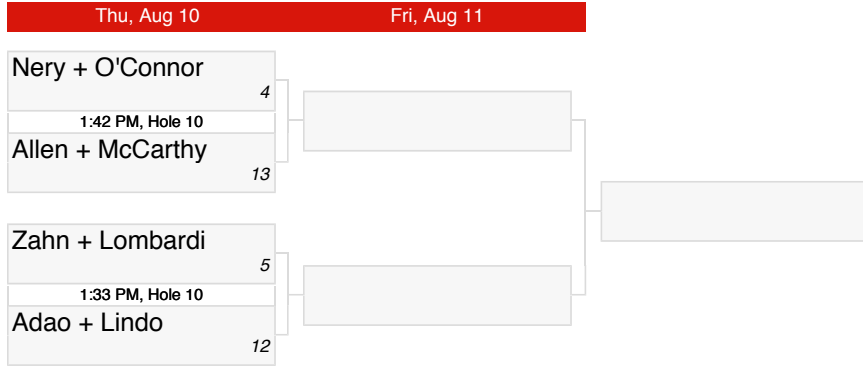 Thu, Aug 10
Fri, Aug 11
Nery + O'Connor
4
1:42 PM, Hole 10
Allen + McCarthy
13
Zahn + Lombardi
5
1:33 PM, Hole 10
Adao + Lindo
12